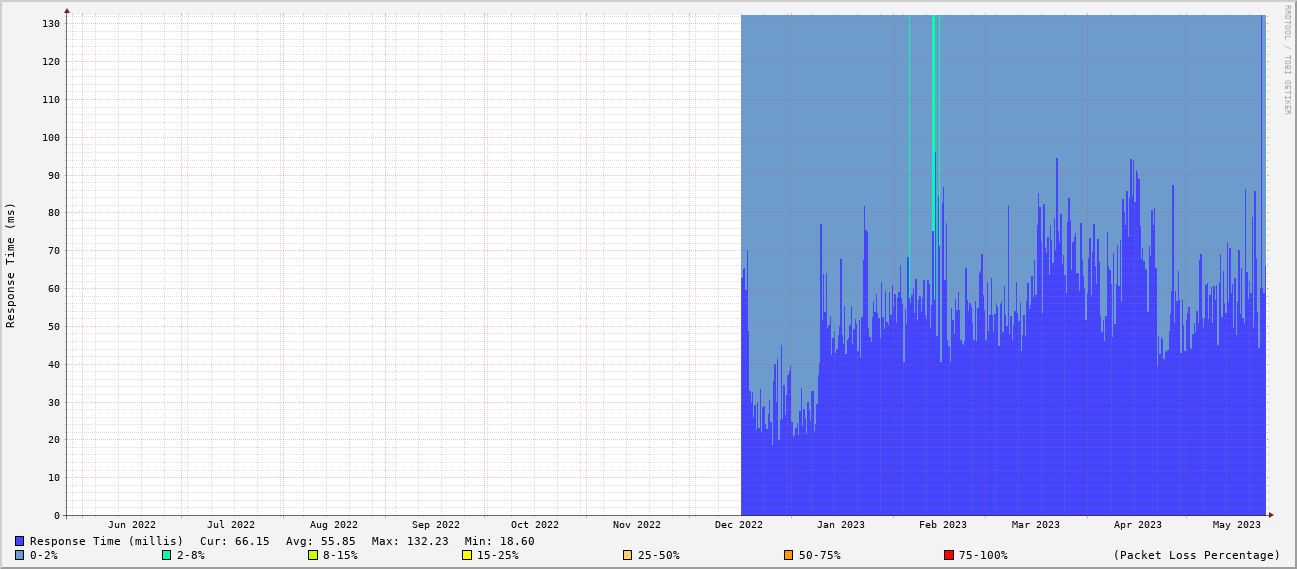 RRDTOOL / TOBI OETIKER
Response Time (ms)
130
120
110
100
90
80
70
60
50
40
30
20
10
0
Jun 2022 Jul 2022 Aug 2022 Sep 2022 Oct 2022 Nov 2022 Dec 2022 Jan 2023 Feb 2023 Mar 2023 Apr 2023 May 2023
Response Time (millis) Cur: 66.15 Avg: 55.85 Max: 132.23 Min: 18.60
0-2% 2-8% 8-15% 15-25% 25-50% 50-75% 75-100% (Packet Loss Percentage)